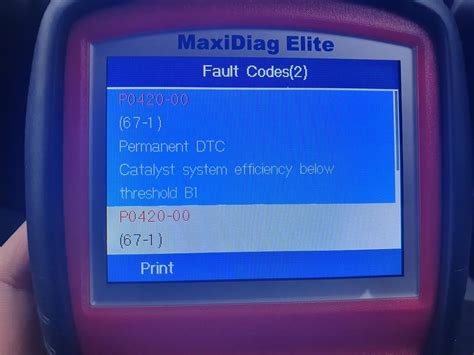 MaxiDiag Elite
Fault Codes(2)
P0420-00
(67-1)
Permanent DTC
Catalyst system efficiency below
threshold B1
P0420-00
(67-1)
Print